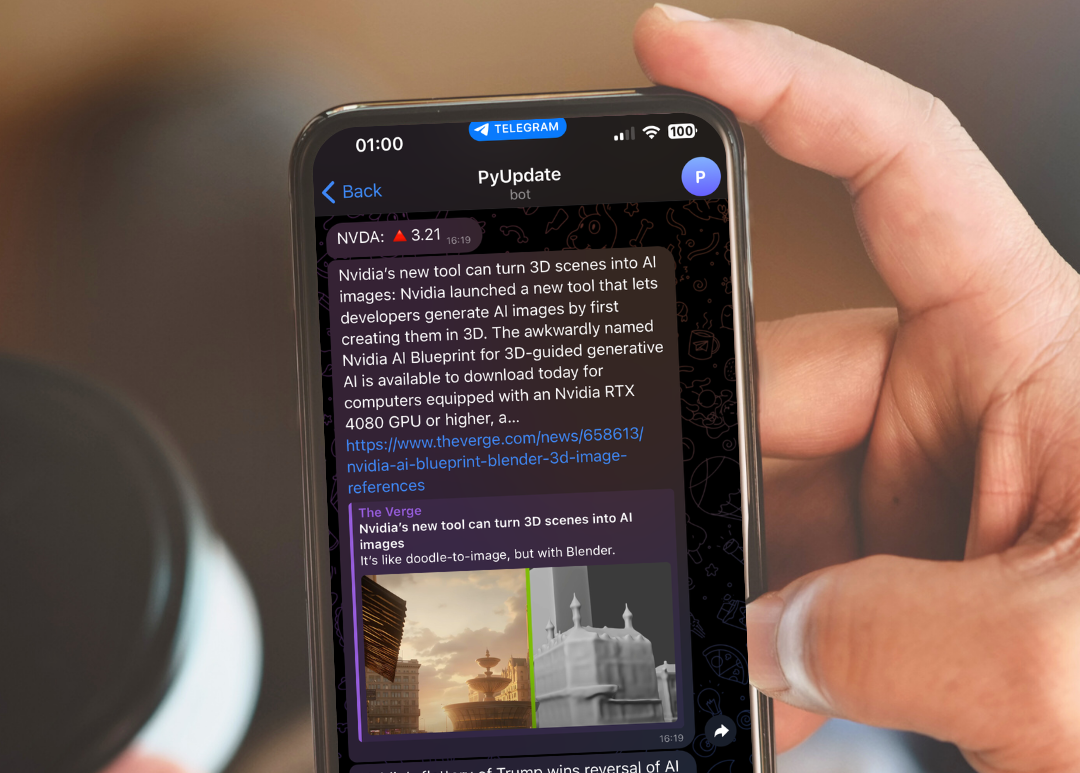 01:00
TELEGRAM
100
Back
PyUpdate
bot
P
NVDA: 🔺3.21 16:19
Nvidia's new tool can turn 3D scenes into AI
images: Nvidia launched a new tool that lets
developers generate AI images by first
creating them in 3D. The awkwardly named
Nvidia AI Blueprint for 3D-guided generative
AI is available to download today for
computers equipped with an Nvidia RTX
4080 GPU or higher, a...
https://www.theverge.com/news/658613/
nvidia-ai-blueprint-blender-3d-image-
references
The Verge
Nvidia's new tool can turn 3D scenes into AI
images
It's like doodle-to-image, but with Blender.
16:19
of Trump wins reversal of AI